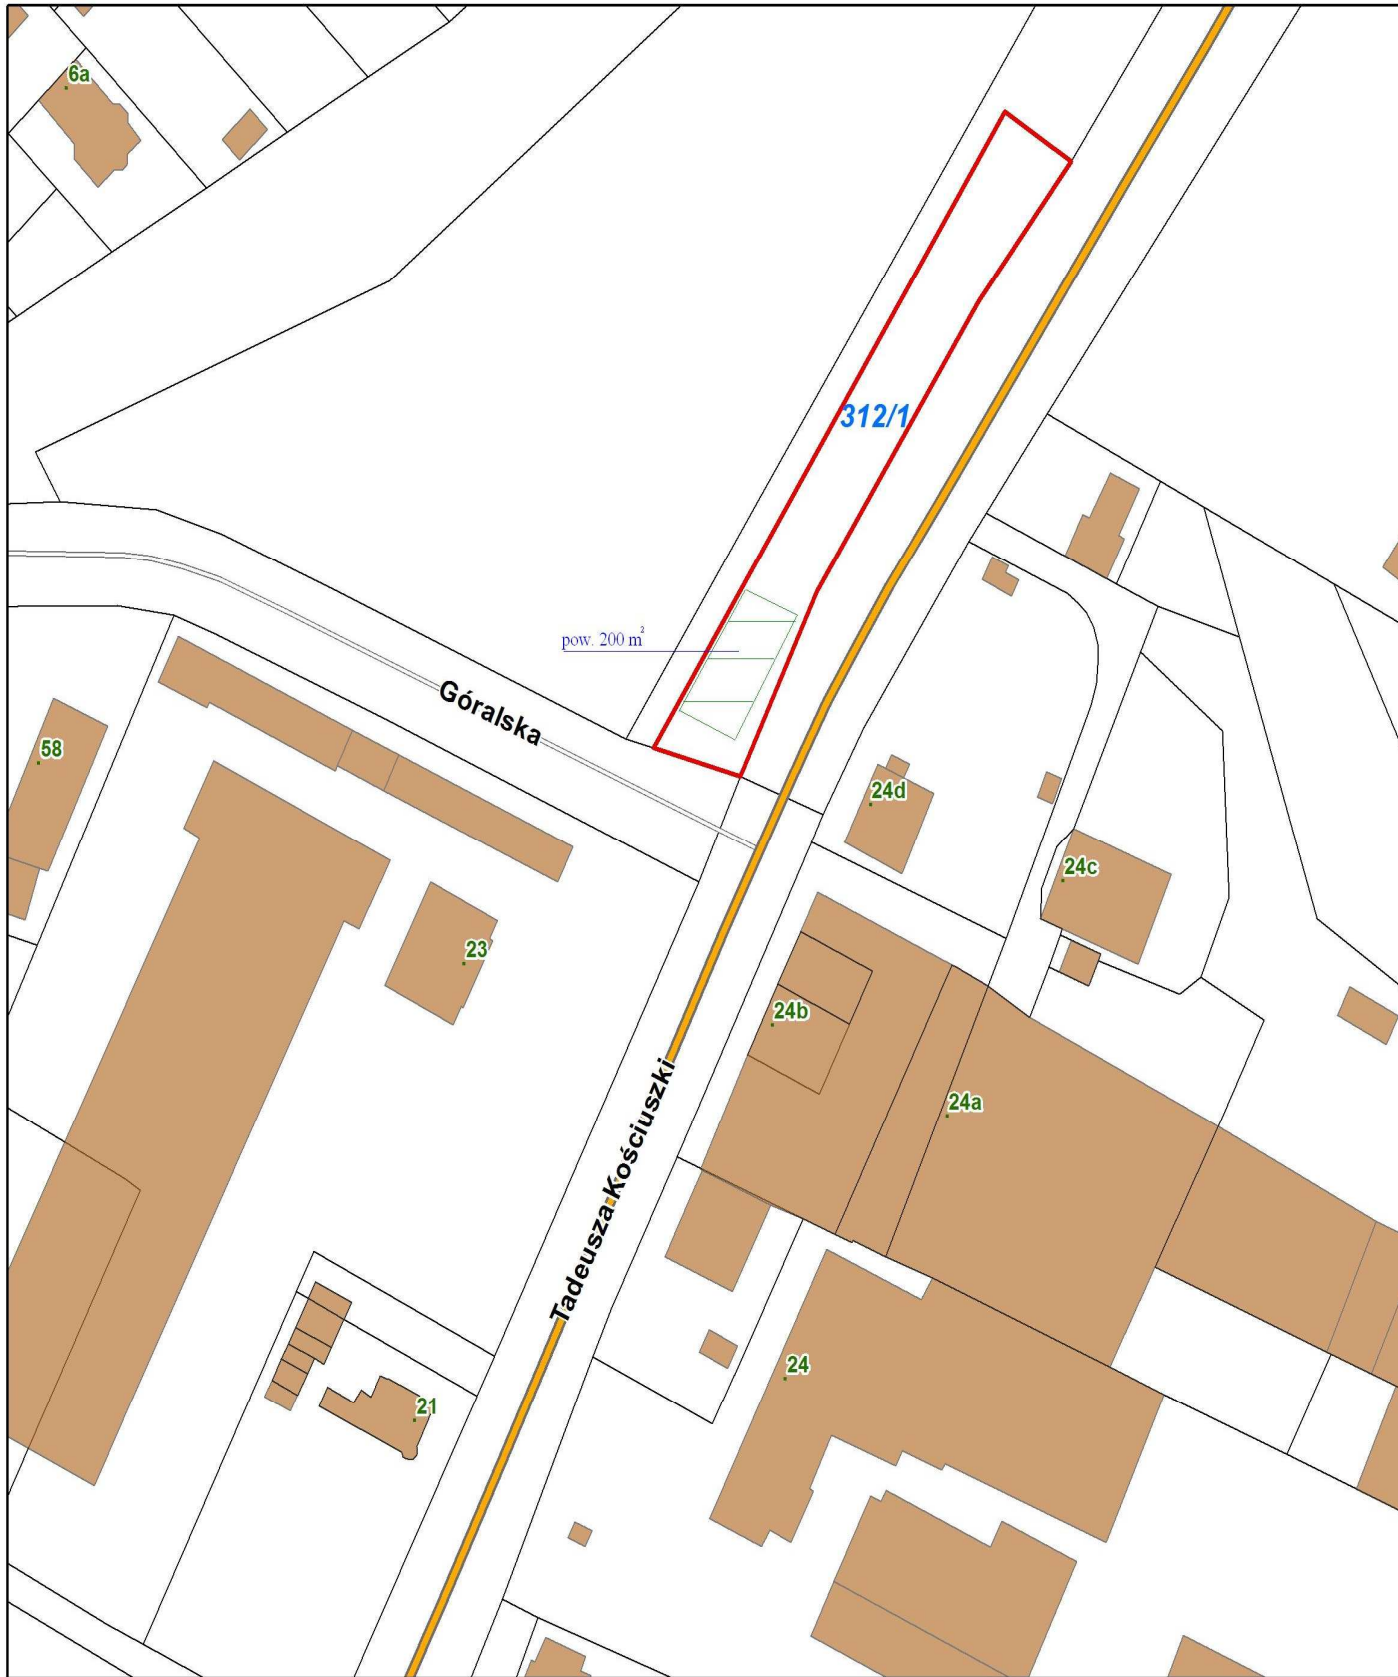 6a
312/1
pow. 200 m²
Góralska
58
24d
24c
23
24b
24a
Tadeusza Kościuszki
24
21